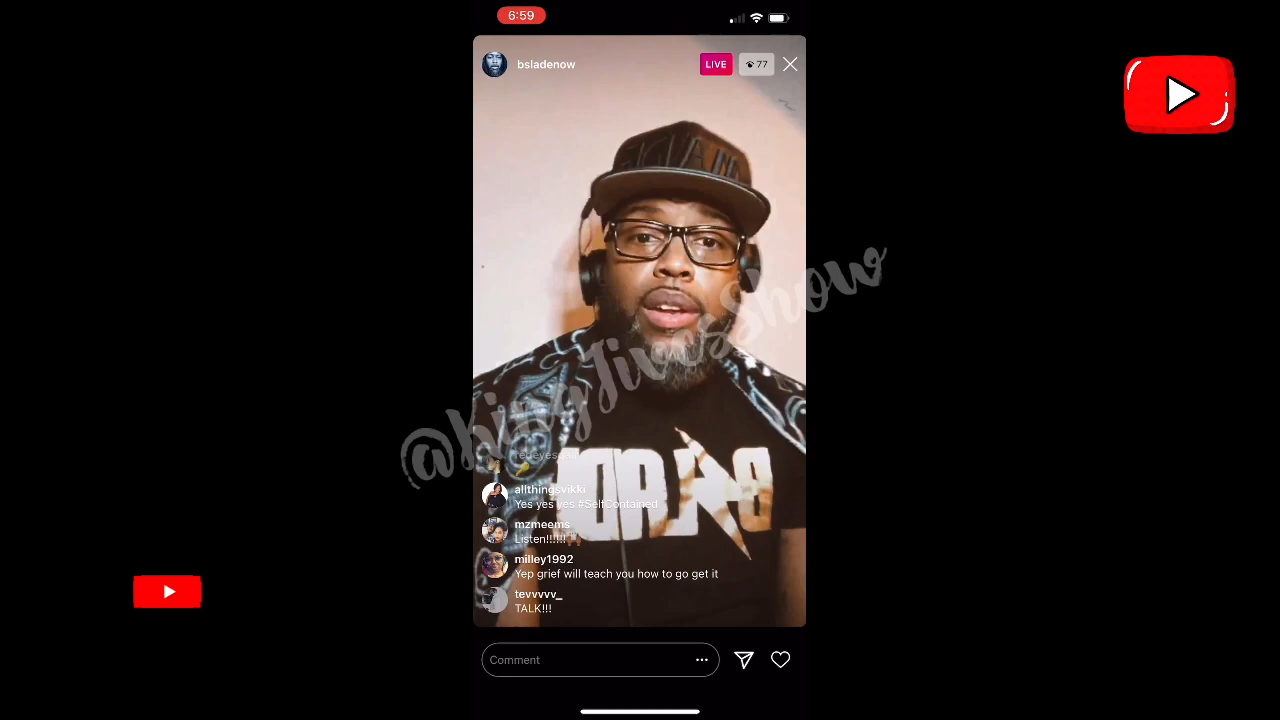 6:59
bsladenow
LIVE
77
@KingJivesShow
allthingsvikki
Yes yes yes #SelfContained
mzmeems
Listen!!!!!!
milley1992
Yep grief will teach you how to go get it
tevvvvv_
TALK!!!
Comment